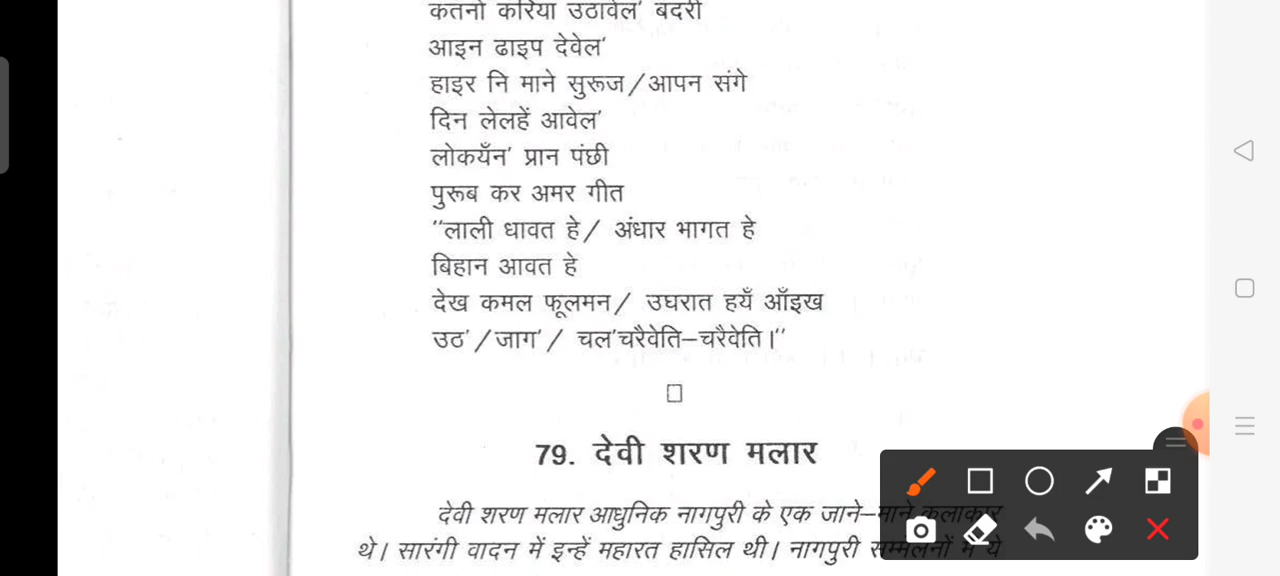 कतनो करिया उठावेल' बदरी
आइन ढाइप देवेल'
हाइर नि माने सुरूज/आपन संगे
दिन लेलहें आवेल'
लोकयँन' प्रान पंछी
पुरूब कर अमर गीत
"लाली धावत हे/ अंधार भागत हे
बिहान आवत हे
देख कमल फूलमन/ उघरात हयँ आँइख
उठ'/जाग'/ चल'चरैवेति–चरैवेति।"
79. देवी शरण मलार
देवी शरण मलार आधुनिक नागपुरी के एक जाने–माने कलाकार
थे। सारंगी वादन में इन्हें महारत हासिल थी। नागपुरी सम्मेलनों में ये